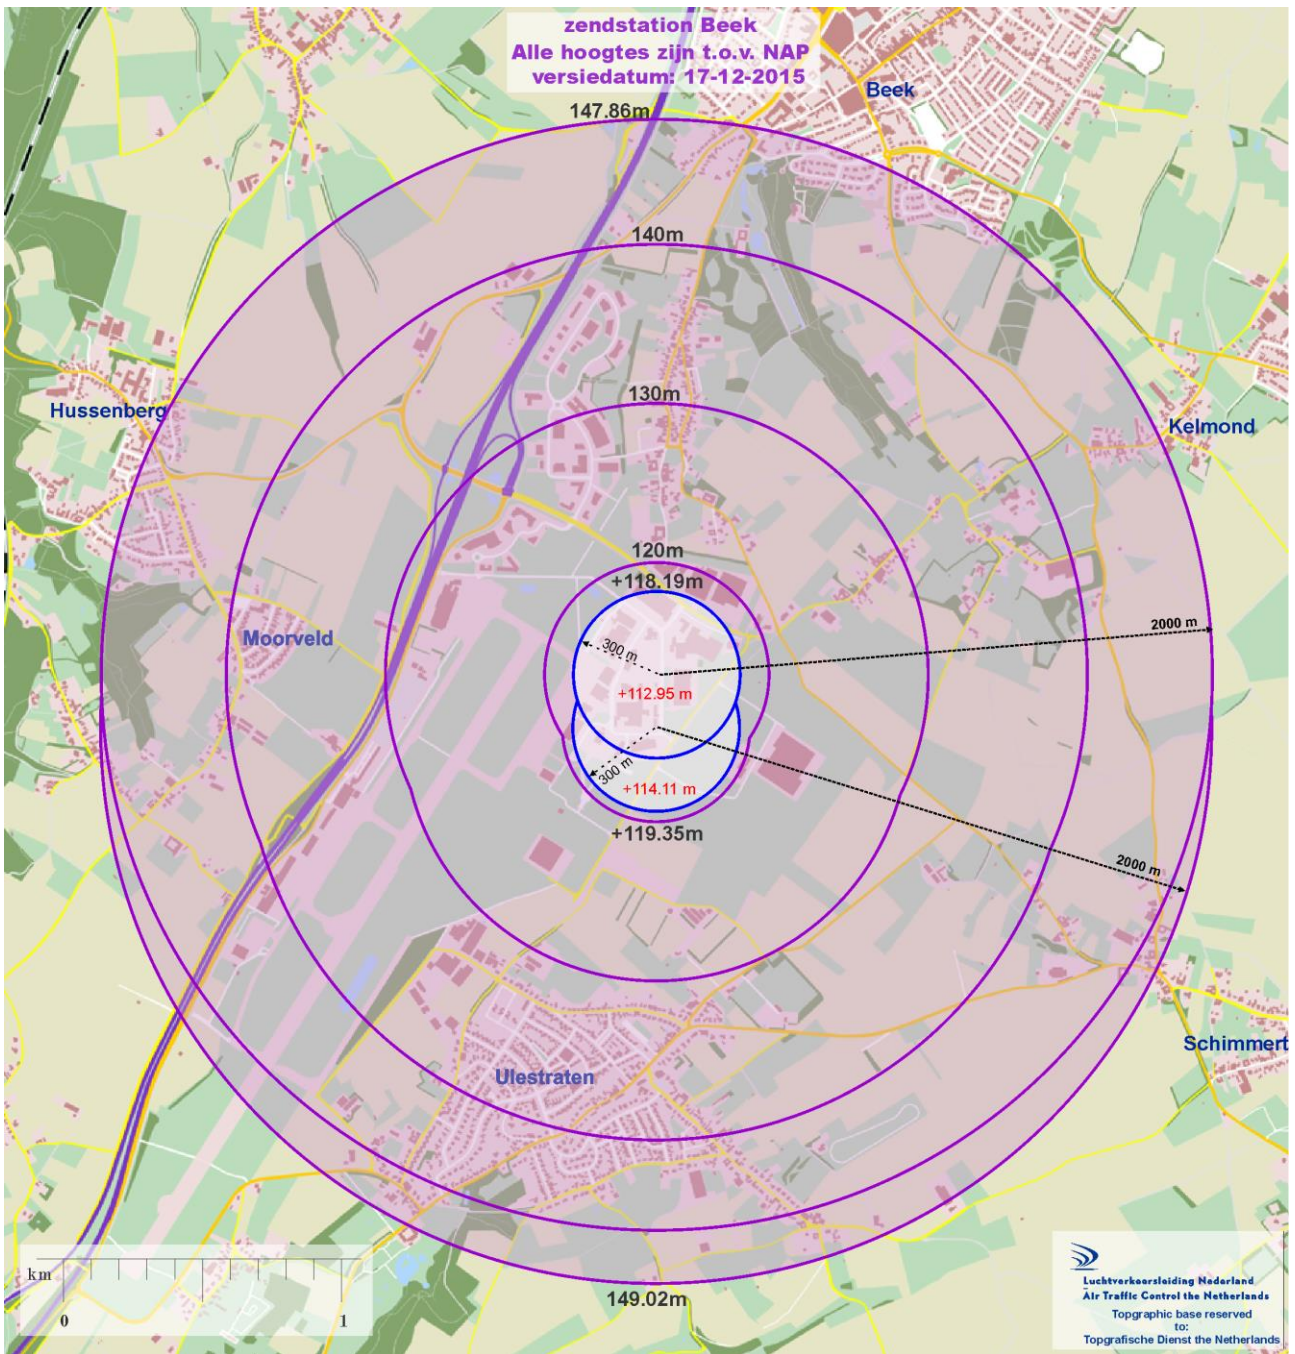 zendstation Beek
Alle hoogtes zijn t.o.v. NAP
versiedatum: 17-12-2015
Beek
147.86m
140m
130m
Hussenberg
Kelmond
120m
+118.19m
2000 m
Moorveld
300 m
+112.95 m
300 m
+114.11 m
+119.35m
2000 m
Schimmert
Ulestraten
149.02m
km
0
1
Luchtverkeersleiding Nederland
Air Traffic Control the Netherlands
Topgraphic base reserved
to:
Topgrafische Dienst the Netherlands